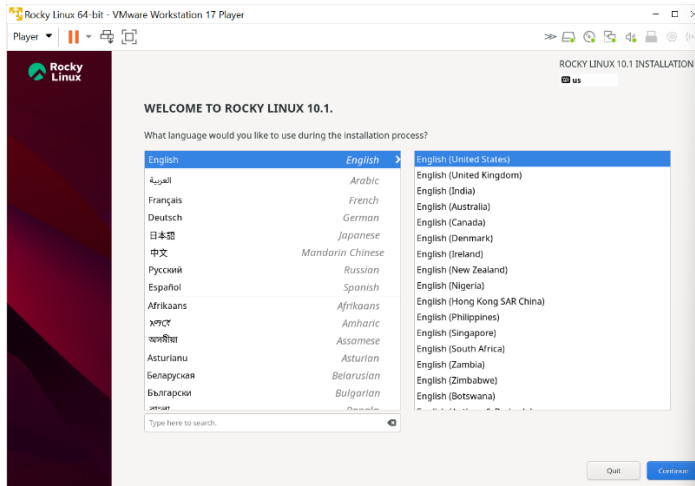 Rocky Linux 64-bit - VMware Workstation 17 Player
Player
Rocky
Linux
ROCKY LINUX 10.1 INSTALLATION
us
WELCOME TO ROCKY LINUX 10.1.
What language would you like to use during the installation process?
English English
العربية Arabic
Français French
Deutsch German
日本語 Japanese
中文 Mandarin Chinese
Русский Russian
Español Spanish
Afrikaans Afrikaans
አማርኛ Amharic
অসমীয়া Assamese
Asturianu Asturian
Беларуская Belarusian
Български Bulgarian
Type here to search.
English (United States)
English (United Kingdom)
English (India)
English (Australia)
English (Canada)
English (Denmark)
English (Ireland)
English (New Zealand)
English (Nigeria)
English (Hong Kong SAR China)
English (Philippines)
English (Singapore)
English (South Africa)
English (Zambia)
English (Zimbabwe)
English (Botswana)
Quit
Continue